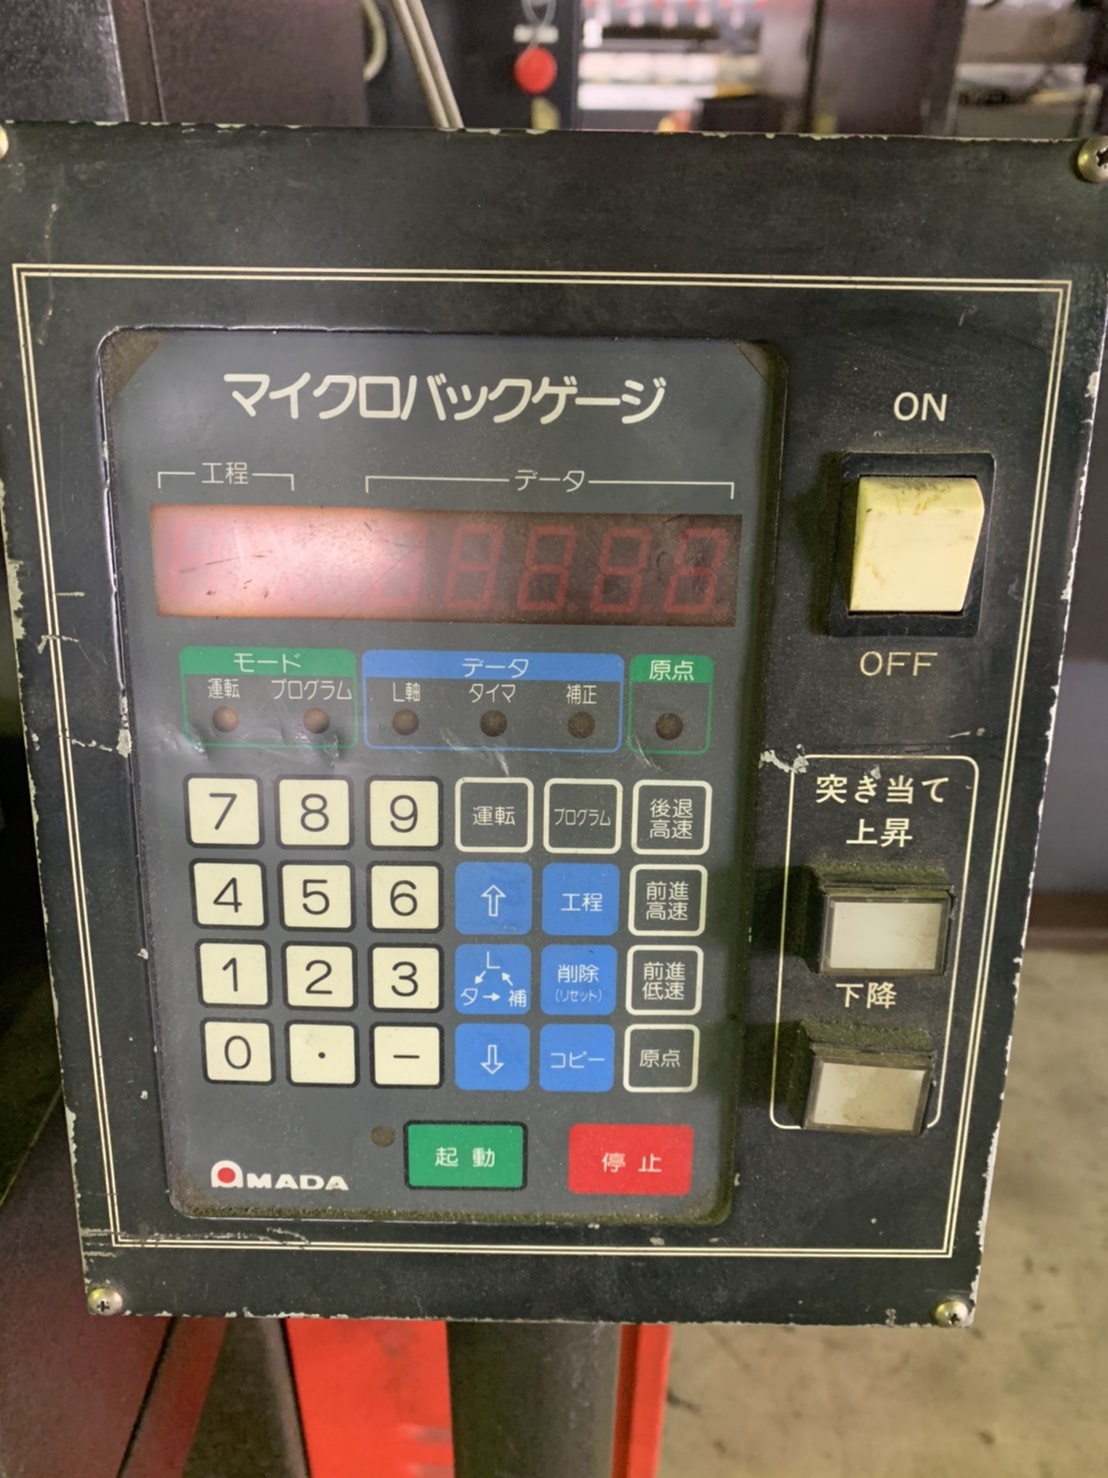 マイクロバックゲージ
工程 データ
モード データ 原点
運転 プログラム L軸 タイマ 補正
7 8 9 運転 プログラム 後退高速
4 5 6 ⇧ 工程 前進高速
1 2 3 L タ→補 削除(リセット) 前進低速
0 . − ⇩ コピー 原点
起動 停止
AMADA
ON
OFF
突き当て
上昇
下降